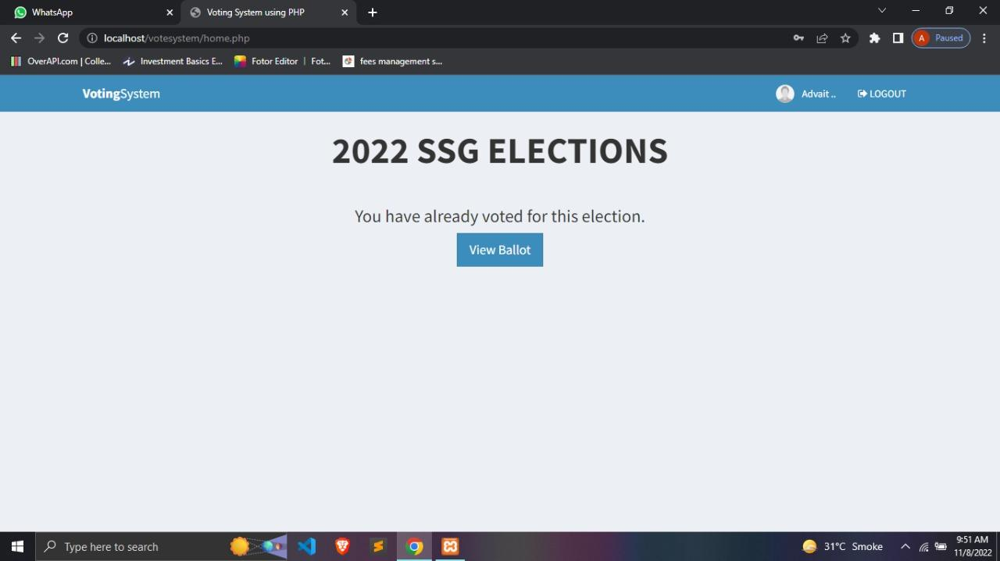 WhatsApp
Voting System using PHP
localhost/votesystem/home.php
A Paused
OverAPI.com | Colle...
Investment Basics E...
Fotor Editor | Fot...
fees management s...
VotingSystem
Advait ..
LOGOUT
2022 SSG ELECTIONS
You have already voted for this election.
View Ballot
Type here to search
31°C Smoke
9:51 AM
11/8/2022